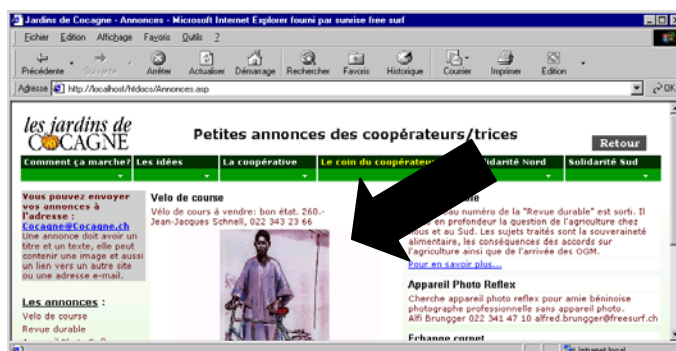 Jardins de Cocagne - Annonces - Microsoft Internet Explorer fourni par sunrise free surf
Fichier Edition Affichage Favoris Outils ?
Précédente Suivante Arrêter Actualiser Démarrage Rechercher Favoris Historique Courrier Imprimer Edition
Adresse http://localhost/htdocs/Annonces.asp OK
les jardins de
COCAGNE
Petites annonces des coopérateurs/trices
Retour
Comment ça marche? Les idées La coopérative Le coin du coopérateur Solidarité Nord Solidarité Sud
Vous pouvez envoyer
vos annonces à
l'adresse :
Cocagne@Cocagne.ch
Une annonce doit avoir un
titre et un texte, elle peut
contenir une image et aussi
un lien vers un autre site
ou une adresse e-mail.
Les annonces :
Velo de course
Revue durable
Velo de course
Vélo de cours à vendre: bon état. 260.-
Jean-Jacques Schnell, 022 343 23 66
numéro de la "Revue durable" est sorti. Il
en profondeur la question de l'agriculture chez
nous et au Sud. Les sujets traités sont la souveraineté
alimentaire, les conséquences des accords sur
l'agriculture ainsi que de l'arrivée des OGM.
Pour en savoir plus...
Appareil Photo Reflex
Cherche appareil photo reflex pour amie béninoise
photographe professionnelle sans appareil photo.
Alfi Brungger 022 341 47 10 alfred.brungger@freesurf.ch
Echange cornet
Intranet local